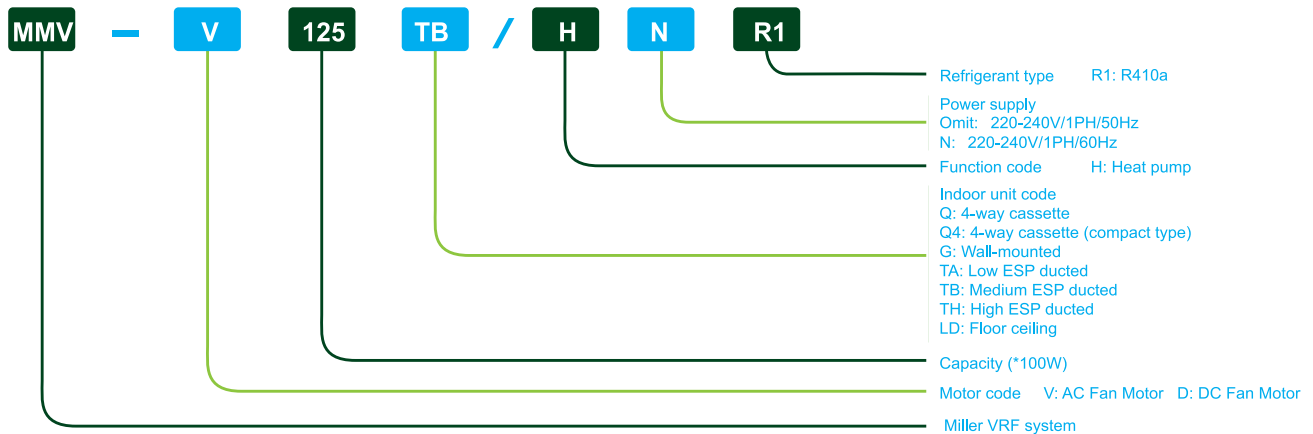 MMV - V 125 TB / H N R1
Refrigerant type R1: R410a
Power supply
Omit: 220-240V/1PH/50Hz
N: 220-240V/1PH/60Hz
Function code H: Heat pump
Indoor unit code
Q: 4-way cassette
Q4: 4-way cassette (compact type)
G: Wall-mounted
TA: Low ESP ducted
TB: Medium ESP ducted
TH: High ESP ducted
LD: Floor ceiling
Capacity (*100W)
Motor code V: AC Fan Motor D: DC Fan Motor
Miller VRF system